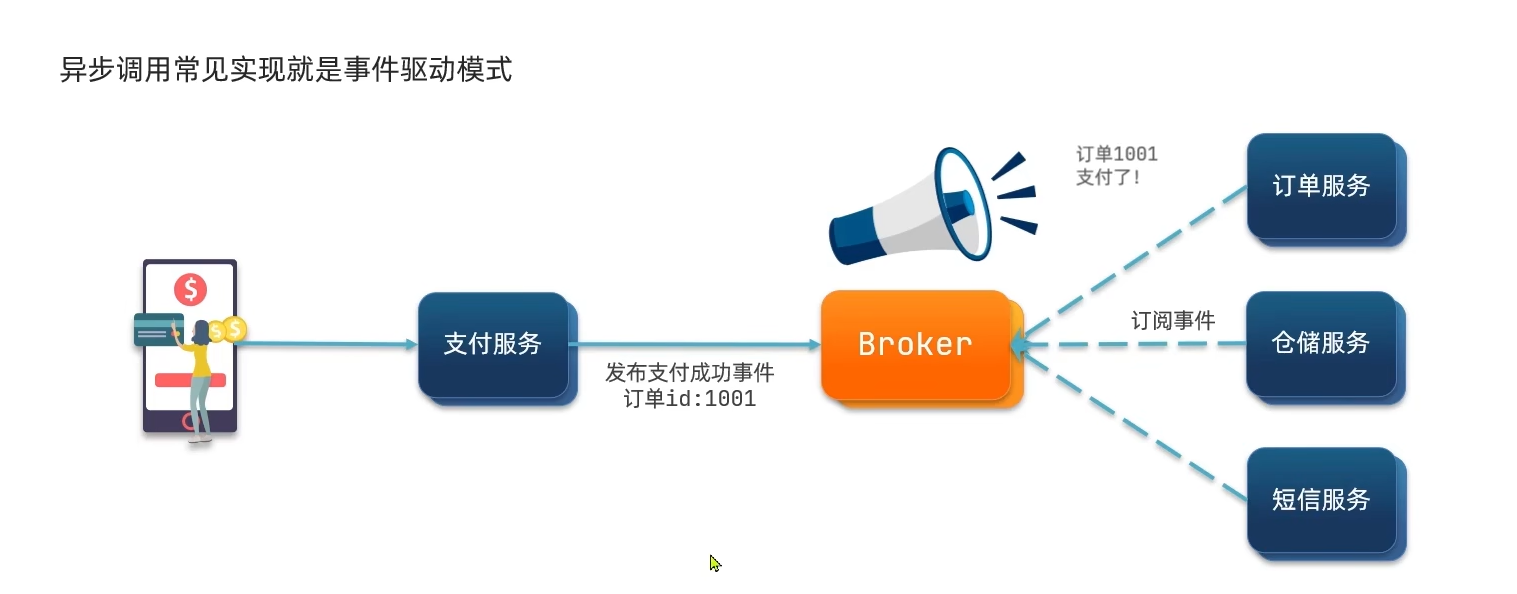 异步调用常见实现就是事件驱动模式
订单1001
支付了!
订单服务
$
$
$
支付服务
发布支付成功事件
订单id:1001
Broker
订阅事件
仓储服务
短信服务